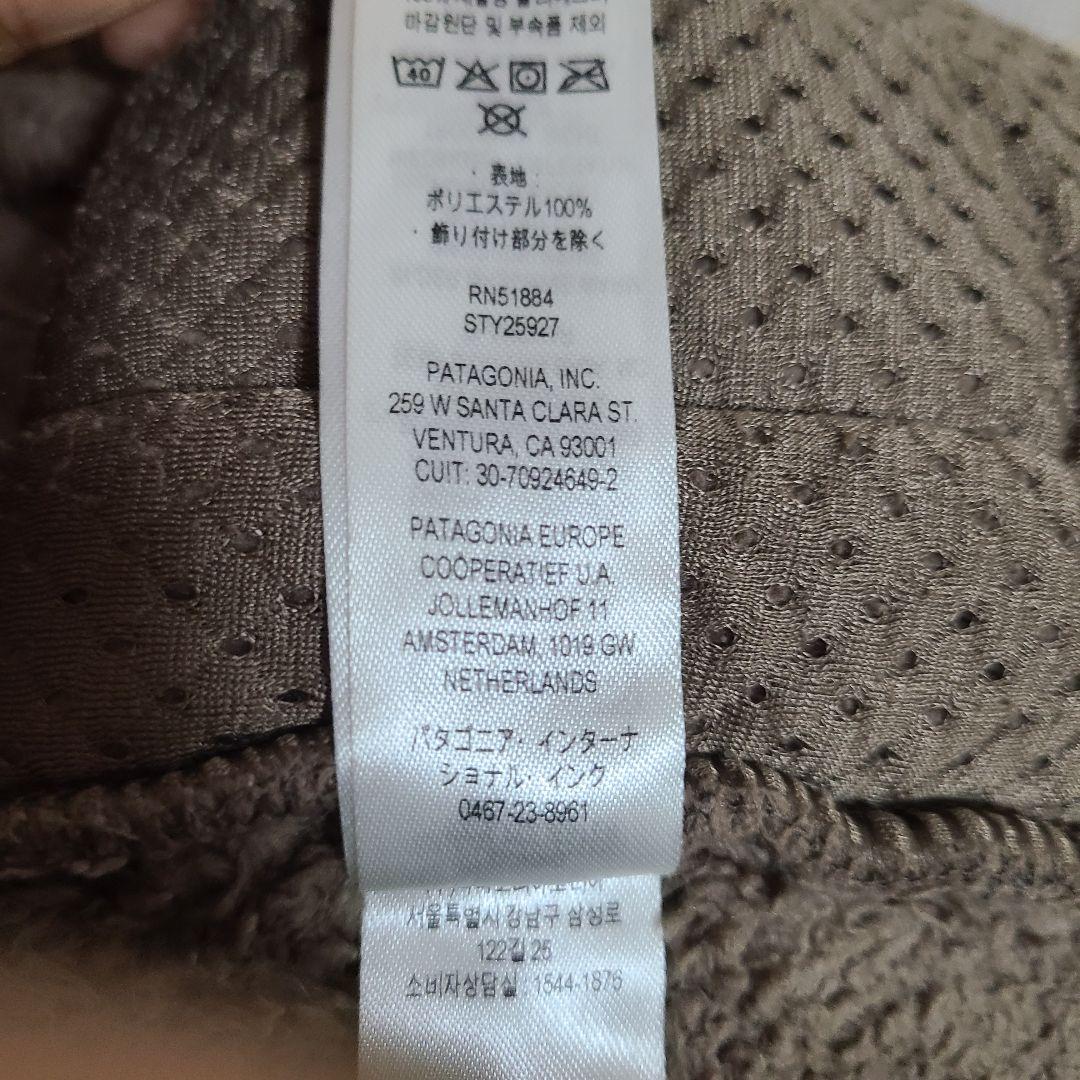 바감원단 및 부속품 제외
40
・表地:
ポリエステル100%
・飾り付け部分を除く
RN51884
STY25927
PATAGONIA, INC.
259 W SANTA CLARA ST.
VENTURA, CA 93001
CUIT: 30-70924649-2
PATAGONIA EUROPE
COOPERATIEF U.A.
JOLLEMANHOF 11
AMSTERDAM, 1019 GW
NETHERLANDS
パタゴニア・インターナ
ショナル・インク
0467-23-8961
서울특별시 강남구 삼성로
122길 25
소비자상담실 1544-1876